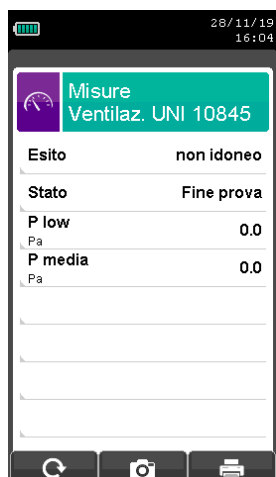 28/11/19
16:04
Misure
Ventilaz. UNI 10845
Esito non idoneo
Stato Fine prova
P low 0.0
Pa
P media 0.0
Pa